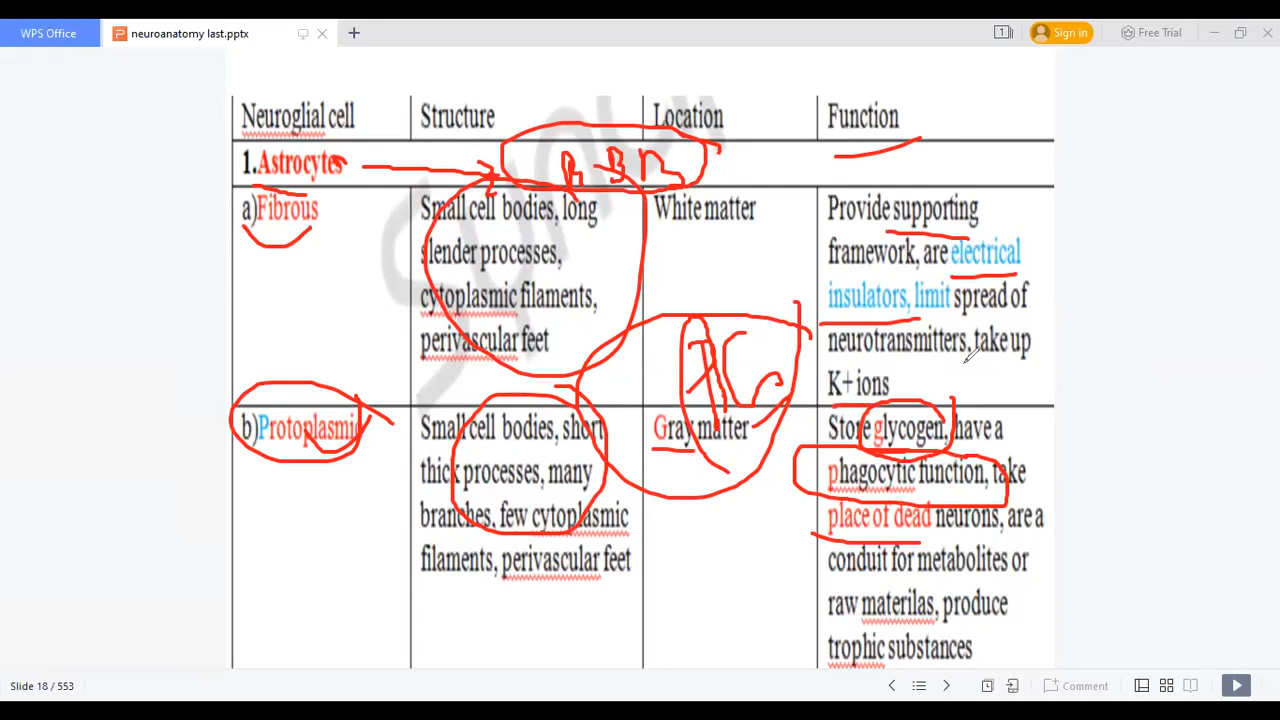 WPS Office
neuroanatomy last.pptx
1
Sign in
Free Trial
Neuroglial cell
Structure
Location
Function
1.Astrocytes
a)Fibrous
Small cell bodies, long
slender processes,
cytoplasmic filaments,
perivascular feet
White matter
Provide supporting
framework, are electrical
insulators, limit spread of
neurotransmitters, take up
K+ ions
b)Protoplasmic
Small cell bodies, short
thick processes, many
branches, few cytoplasmic
filaments, perivascular feet
Gray matter
Store glycogen, have a
phagocytic function, take
place of dead neurons, are a
conduit for metabolites or
raw materilas, produce
trophic substances
Slide 18 / 553
Comment